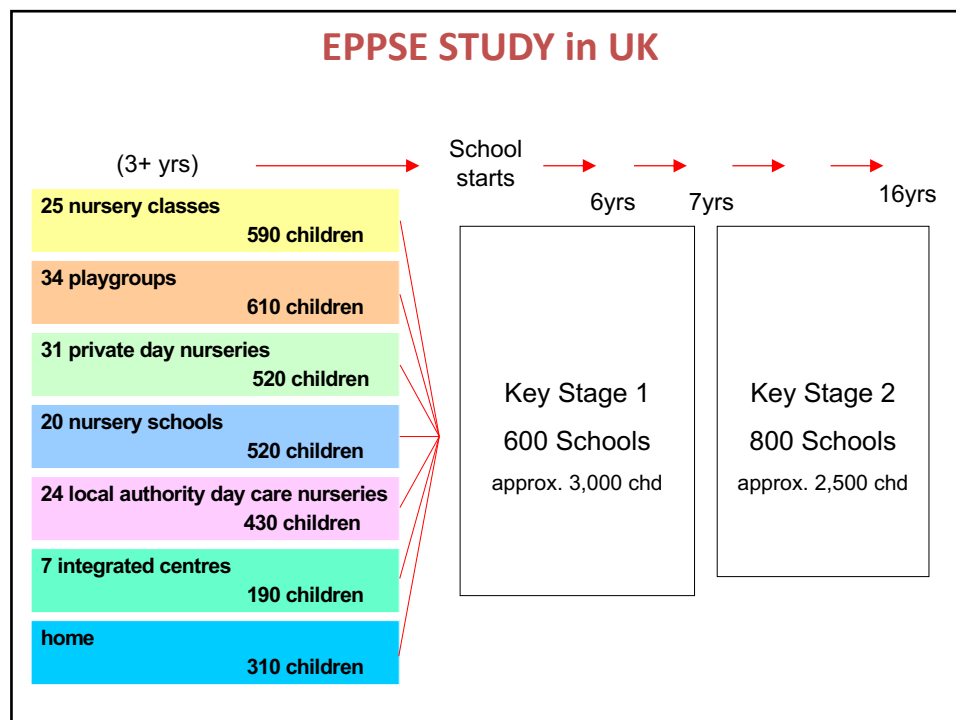 EPPSE STUDY in UK
(3+ yrs)
School
starts
6yrs
7yrs
16yrs
25 nursery classes
590 children
34 playgroups
610 children
31 private day nurseries
520 children
20 nursery schools
520 children
24 local authority day care nurseries
430 children
7 integrated centres
190 children
home
310 children
Key Stage 1
600 Schools
approx. 3,000 chd
Key Stage 2
800 Schools
approx. 2,500 chd